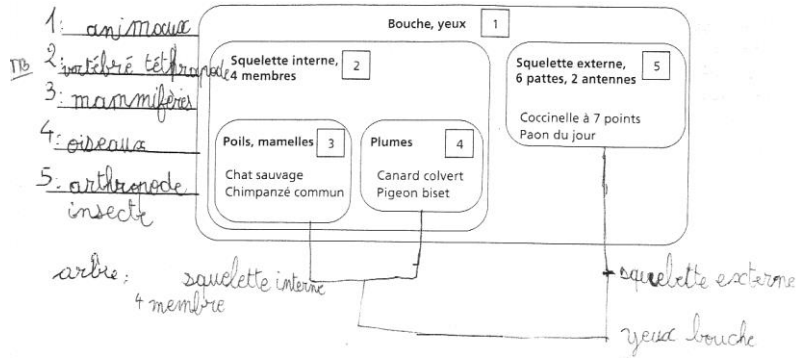 1: animaux
TB 2: vertébré téthrapode
3: mammifères
4: oiseaux
5: arthropode
insecte
Bouche, yeux 1
Squelette interne,
4 membres 2
Squelette externe,
6 pattes, 2 antennes 5
Coccinelle à 7 points
Paon du jour
Poils, mamelles 3
Chat sauvage
Chimpanzé commun
Plumes 4
Canard colvert
Pigeon biset
arbre:
squelette interne
4 membre
squelette externe
yeux bouche